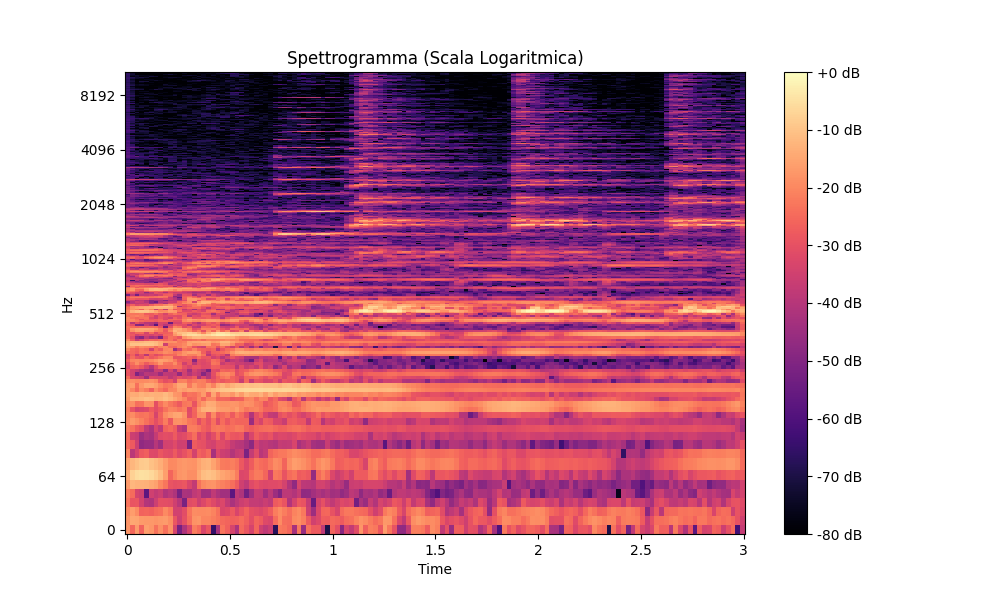 Spettrogramma (Scala Logaritmica)
Hz
8192
4096
2048
1024
512
256
128
64
0
0
0.5
1
1.5
2
2.5
3
Time
+0 dB
-10 dB
-20 dB
-30 dB
-40 dB
-50 dB
-60 dB
-70 dB
-80 dB